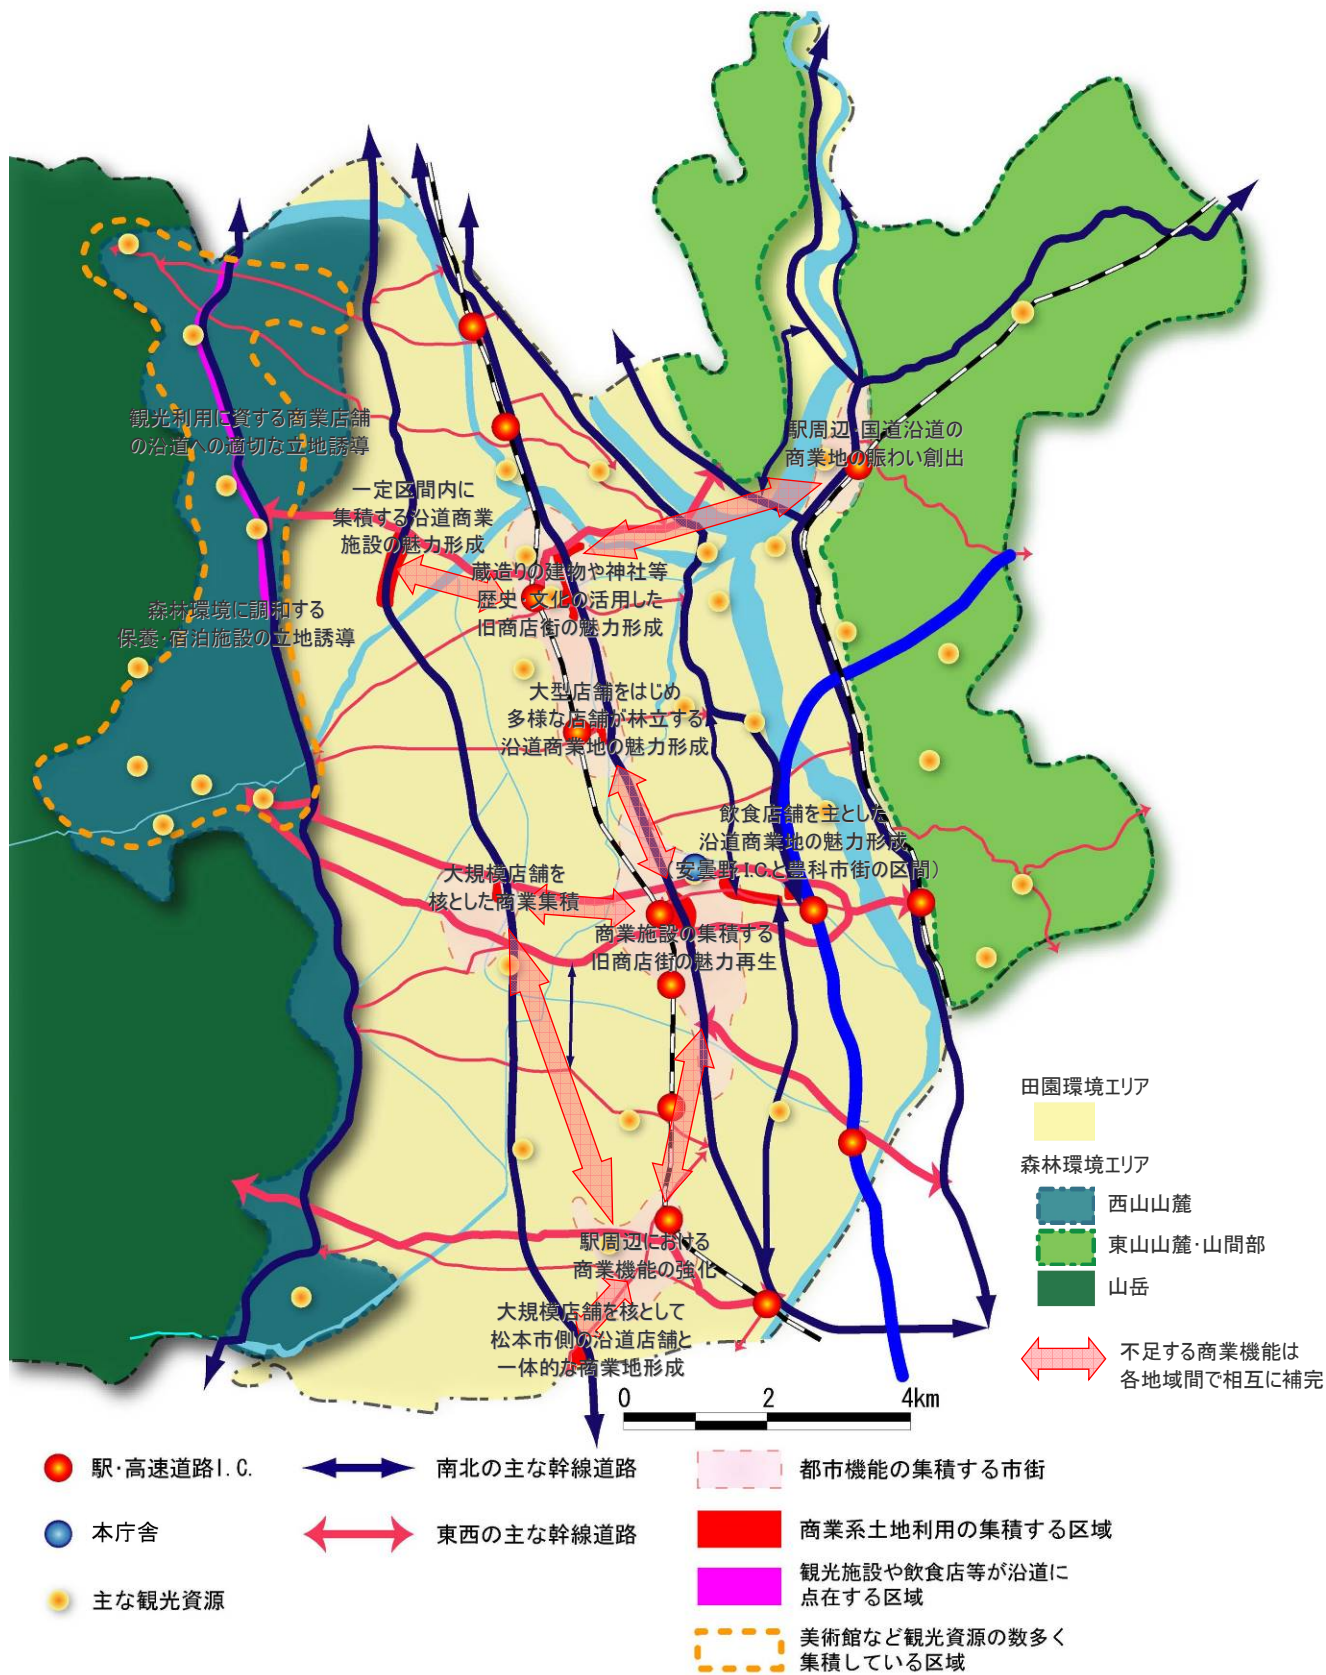 観光利用に資する商業店舗
の沿道への適切な立地誘導
駅周辺・国道沿道の
商業地の賑わい創出
一定区間内に
集積する沿道商業
施設の魅力形成
蔵造りの建物や神社等
歴史・文化の活用した
旧商店街の魅力形成
森林環境に調和する
保養・宿泊施設の立地誘導
大型店舗をはじめ
多様な店舗が林立する
沿道商業地の魅力形成
飲食店舗を主とした
沿道商業地の魅力形成
(安曇野I.C.と豊科市街の区間)
大規模店舗を
核とした商業集積
商業施設の集積する
旧商店街の魅力再生
駅周辺における
商業機能の強化
大規模店舗を核として
松本市側の沿道店舗と
一体的な商業地形成
田園環境エリア
森林環境エリア
西山山麓
東山山麓・山間部
山岳
不足する商業機能は
各地域間で相互に補完
0 2 4km
駅・高速道路I.C.
本庁舎
主な観光資源
南北の主な幹線道路
東西の主な幹線道路
都市機能の集積する市街
商業系土地利用の集積する区域
観光施設や飲食店等が沿道に
点在する区域
美術館など観光資源の数多く
集積している区域